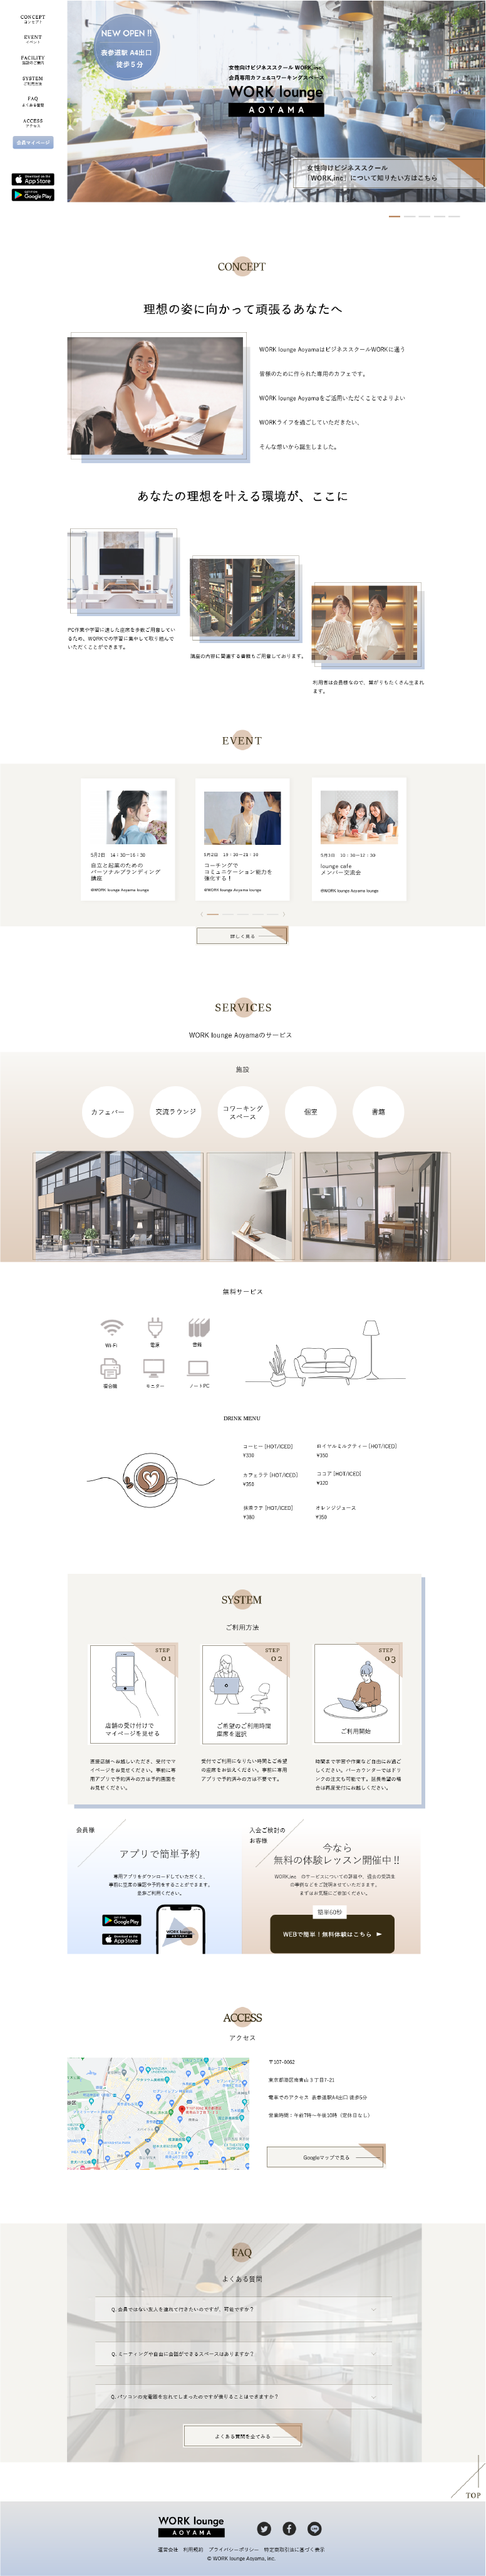 CONCEPT
コンセプト
EVENT
イベント
FACILITY
施設のご案内
SYSTEM
ご利用方法
FAQ
よくある質問
ACCESS
アクセス
会員マイページ
Download on the
App Store
GET IT ON
Google Play
NEW OPEN !!
表参道駅 A4出口
徒歩５分
女性向けビジネススクール WORK,inc
会員専用カフェ&コワーキングスペース
WORK lounge
AOYAMA
女性向けビジネススクール
「WORK,inc」について知りたい方はこちら
CONCEPT
理想の姿に向かって頑張るあなたへ
WORK lounge AoyamaはビジネススクールWORKに通う
皆様のために作られた専用のカフェです。
WORK lounge Aoyamaをご活用いただくことでよりよい
WORKライフを過ごしていただきたい、
そんな想いから誕生しました。
あなたの理想を叶える環境が、ここに
PC作業や学習に適した座席を多数ご用意してい
るため、WORKでの学習に集中して取り組んで
いただくことができます。
講座の内容に関連する書籍もご用意しております。
利用者は会員様なので、繋がりもたくさん生まれ
ます。
EVENT
5月2日　14：30～16：30
自立と起業のための
パーソナルブランディング
講座
@WORK lounge Aoyama lounge
コーチングで
コミュニケーション能力を
強化する！
@WORK lounge Aoyama lounge
lounge cafe
メンバー交流会
@WORK lounge Aoyama lounge
詳しく見る
SERVICES
WORK lounge Aoyamaのサービス
施設
カフェバー
交流ラウンジ
コワーキング
スペース
個室
書籍
無料サービス
Wi-Fi
電源
書籍
複合機
モニター
ノートPC
DRINK MENU
コーヒー [HOT/ICED]
¥330
ロイヤルミルクティー [HOT/ICED]
¥350
カフェラテ [HOT/ICED]
¥350
ココア [HOT/ICED]
¥320
抹茶ラテ [HOT/ICED]
¥380
オレンジジュース
¥350
SYSTEM
ご利用方法
STEP
01
店舗の受け付けで
マイページを見せる
直接店舗へお越しいただき、受付でマ
イページをお見せください。事前に専
用アプリで予約済みの方は予約画面を
お見せください。
STEP
02
ご希望のご利用時間
座席を選択
受付でご利用になりたい時間とご希望
の座席をお伝えください。事前に専用
アプリで予約済みの方は不要です。
STEP
03
ご利用開始
時間まで学習や作業などご自由にお過ご
しください。バーカウンターではドリ
ンクの注文も可能です。延長希望の場
合は再度受付にお越しください。
会員様
アプリで簡単予約
専用アプリをダウンロードしていただくと、
事前に空席の確認や予約をすることができます。
是非ご利用ください。
GET IT ON
Google Play
Download on the
App Store
WORK lounge
AOYAMA
入会ご検討の
お客様
今なら
無料の体験レッスン開催中!!
WORK,inc のサービスについての詳細や、過去の受講生
の事例などをご説明させていただきます。
まずはお気軽にご参加ください。
簡単60秒
WEBで簡単！無料体験はこちら ▶
ACCESS
アクセス
〒107-0062
東京都港区南青山３丁目7-21
電車でのアクセス 表参道駅A4出口 徒歩5分
営業時間：午前7時～午後10時（定休日なし）
Googleマップで見る
FAQ
よくある質問
Q. 会員ではない友人を連れて行きたいのですが、可能ですか？
Q. ミーティングや自由に会話ができるスペースはありますか？
Q. パソコンの充電器を忘れてしまったのですが借りることはできますか？
よくある質問を全てみる
TOP
WORK lounge
AOYAMA
運営会社　利用規約　プライバシーポリシー　特定商取引法に基づく表示
© WORK lounge Aoyama, Inc.